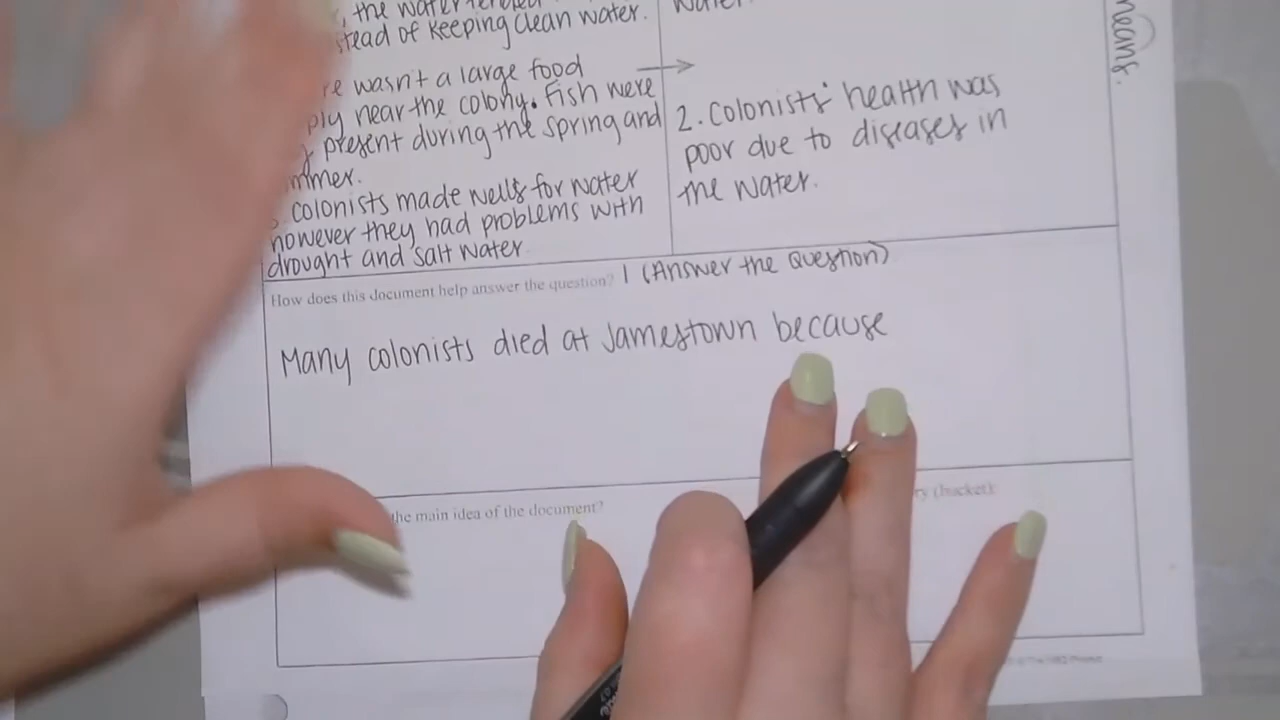 the water tended
stead of keeping clean water.
re wasn't a large food
ply near the colony. Fish were
y present during the spring and
mmer.
colonists made wells for water
however they had problems with
drought and salt water
water.
2. Colonists' health was
poor due to diseases in
the water.
means.
How does this document help answer the question? 1 (Answer the Question)
Many colonists died at Jamestown because
the main idea of the document?
ry (bucket):